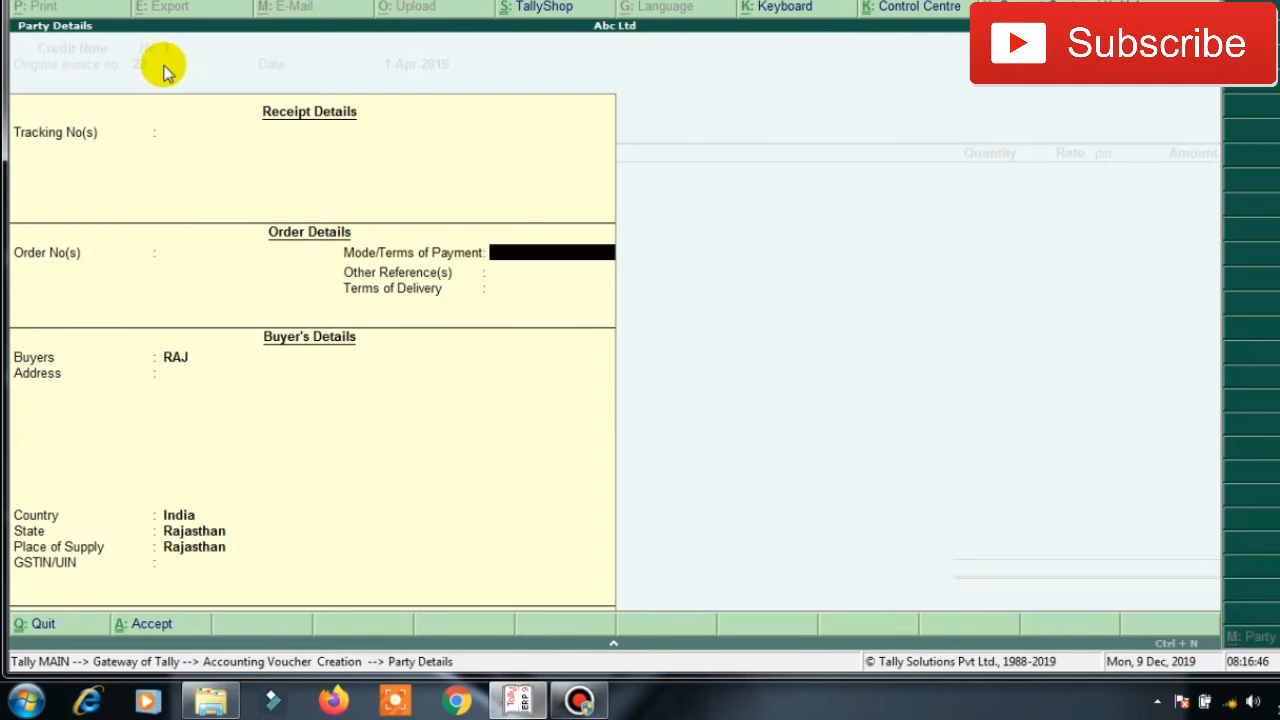 P: Print E: Export M: E-Mail O: Upload S: TallyShop G: Language K: Keyboard K: Control Centre
Party Details Abc Ltd
Subscribe
Credit Note
Original invoice no. 22 Date 1-Apr-2019
Receipt Details
Tracking No(s) :
Quantity Rate per Amount
Order Details
Order No(s) : Mode/Terms of Payment:
Other Reference(s) :
Terms of Delivery :
Buyer's Details
Buyers : RAJ
Address :
Country : India
State : Rajasthan
Place of Supply : Rajasthan
GSTIN/UIN :
Q: Quit A: Accept
M: Party
Ctrl + N
Tally MAIN --> Gateway of Tally --> Accounting Voucher Creation --> Party Details © Tally Solutions Pvt Ltd., 1988-2019 Mon, 9 Dec, 2019 08:16:46
Tally
ERP 9